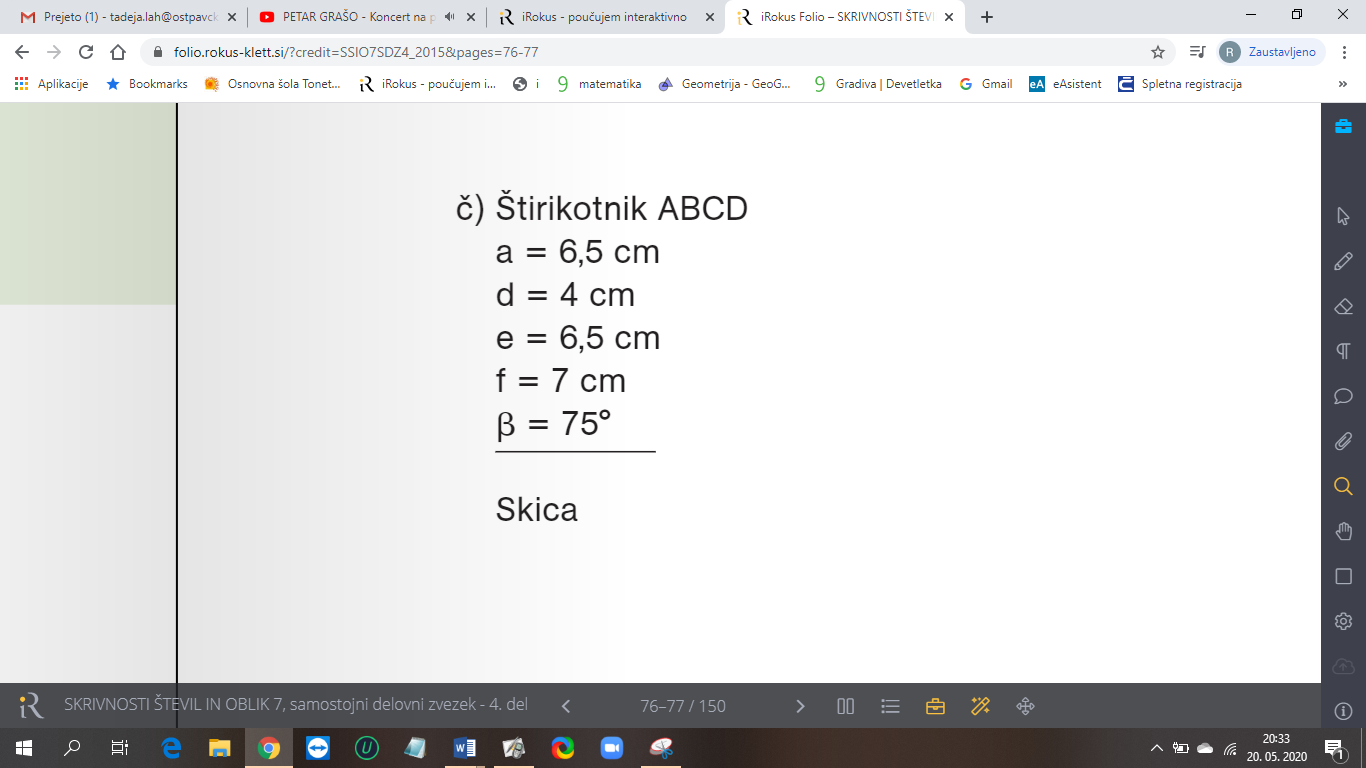 Prejeto (1) - tadeja.lah@ostpavck
PETAR GRAŠO - Koncert na p
iRokus - poučujem interaktivno
iRokus Folio – SKRIVNOSTI ŠTEVI
folio.rokus-klett.si/?credit=SSIO7SDZ4_2015&pages=76-77
R Zaustavljeno
Aplikacije
Bookmarks
Osnovna šola Tonet...
iRokus - poučujem i...
i
matematika
Geometrija - GeoG...
Gradiva | Devetletka
Gmail
eA eAsistent
Spletna registracija
»
č) Štirikotnik ABCD
a = 6,5 cm
d = 4 cm
e = 6,5 cm
f = 7 cm
β = 75°
Skica
iR SKRIVNOSTI ŠTEVIL IN OBLIK 7, samostojni delovni zvezek - 4. del
76–77 / 150
20:33
20. 05. 2020
1